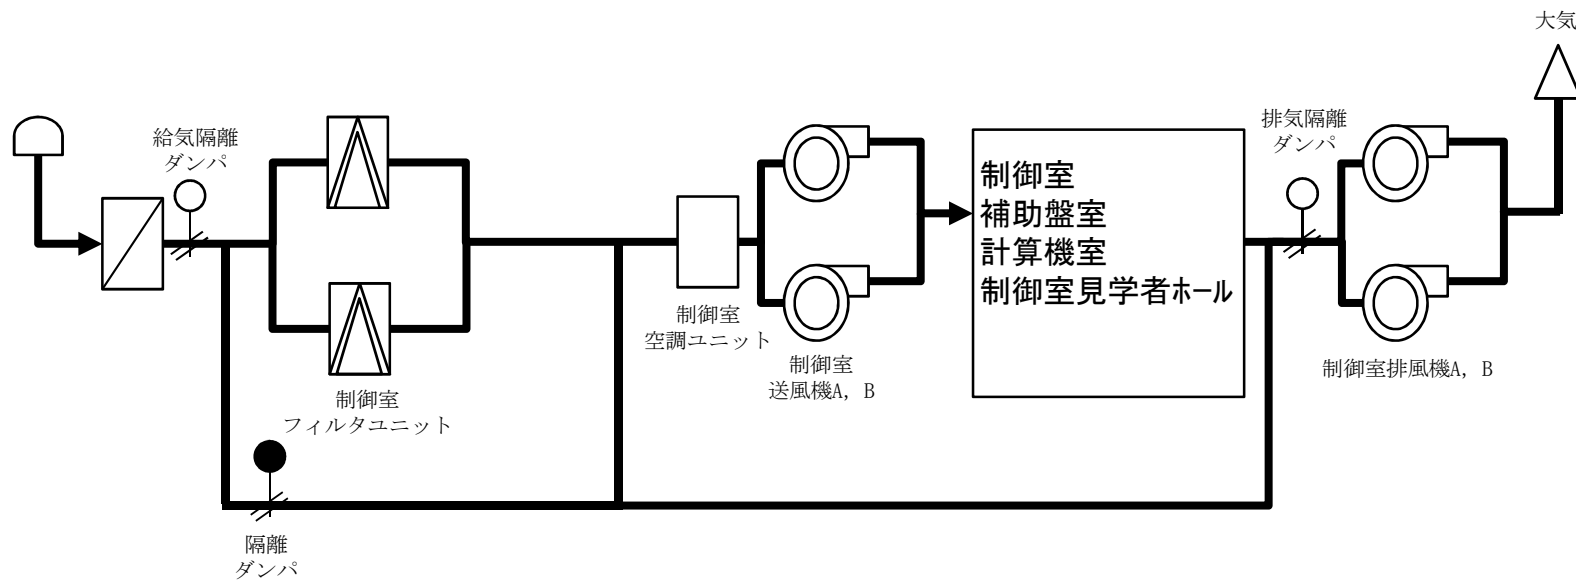 大気
給気隔離
ダンパ
排気隔離
ダンパ
制御室
補助盤室
計算機室
制御室見学者ホール
制御室
空調ユニット
制御室
送風機A, B
制御室排風機A, B
制御室
フィルタユニット
隔離
ダンパ